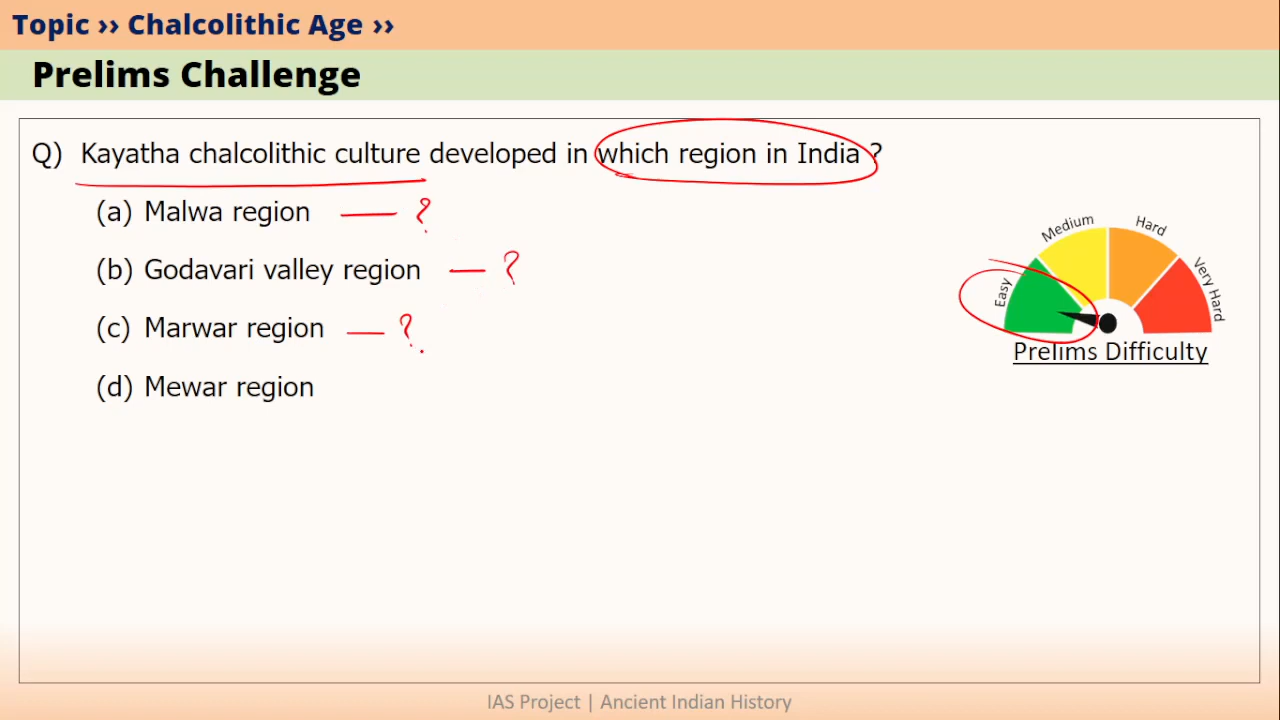 Topic ›› Chalcolithic Age ››
Prelims Challenge
Q) Kayatha chalcolithic culture developed in which region in India ?
(a) Malwa region — ?
(b) Godavari valley region — ?
(c) Marwar region — ?
(d) Mewar region
Easy
Medium
Hard
Very Hard
Prelims Difficulty
IAS Project | Ancient Indian History